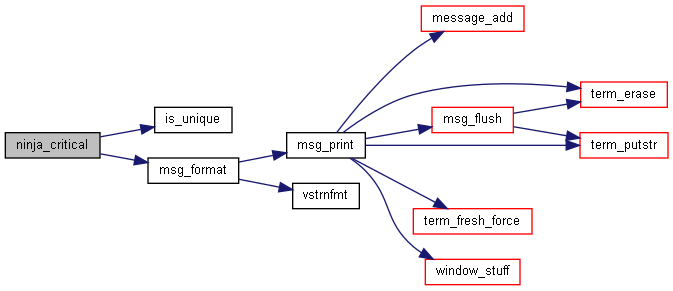 message_add
term_erase
is_unique
msg_flush
ninja_critical
msg_print
term_putstr
msg_format
vstrnfmt
term_fresh_force
window_stuff